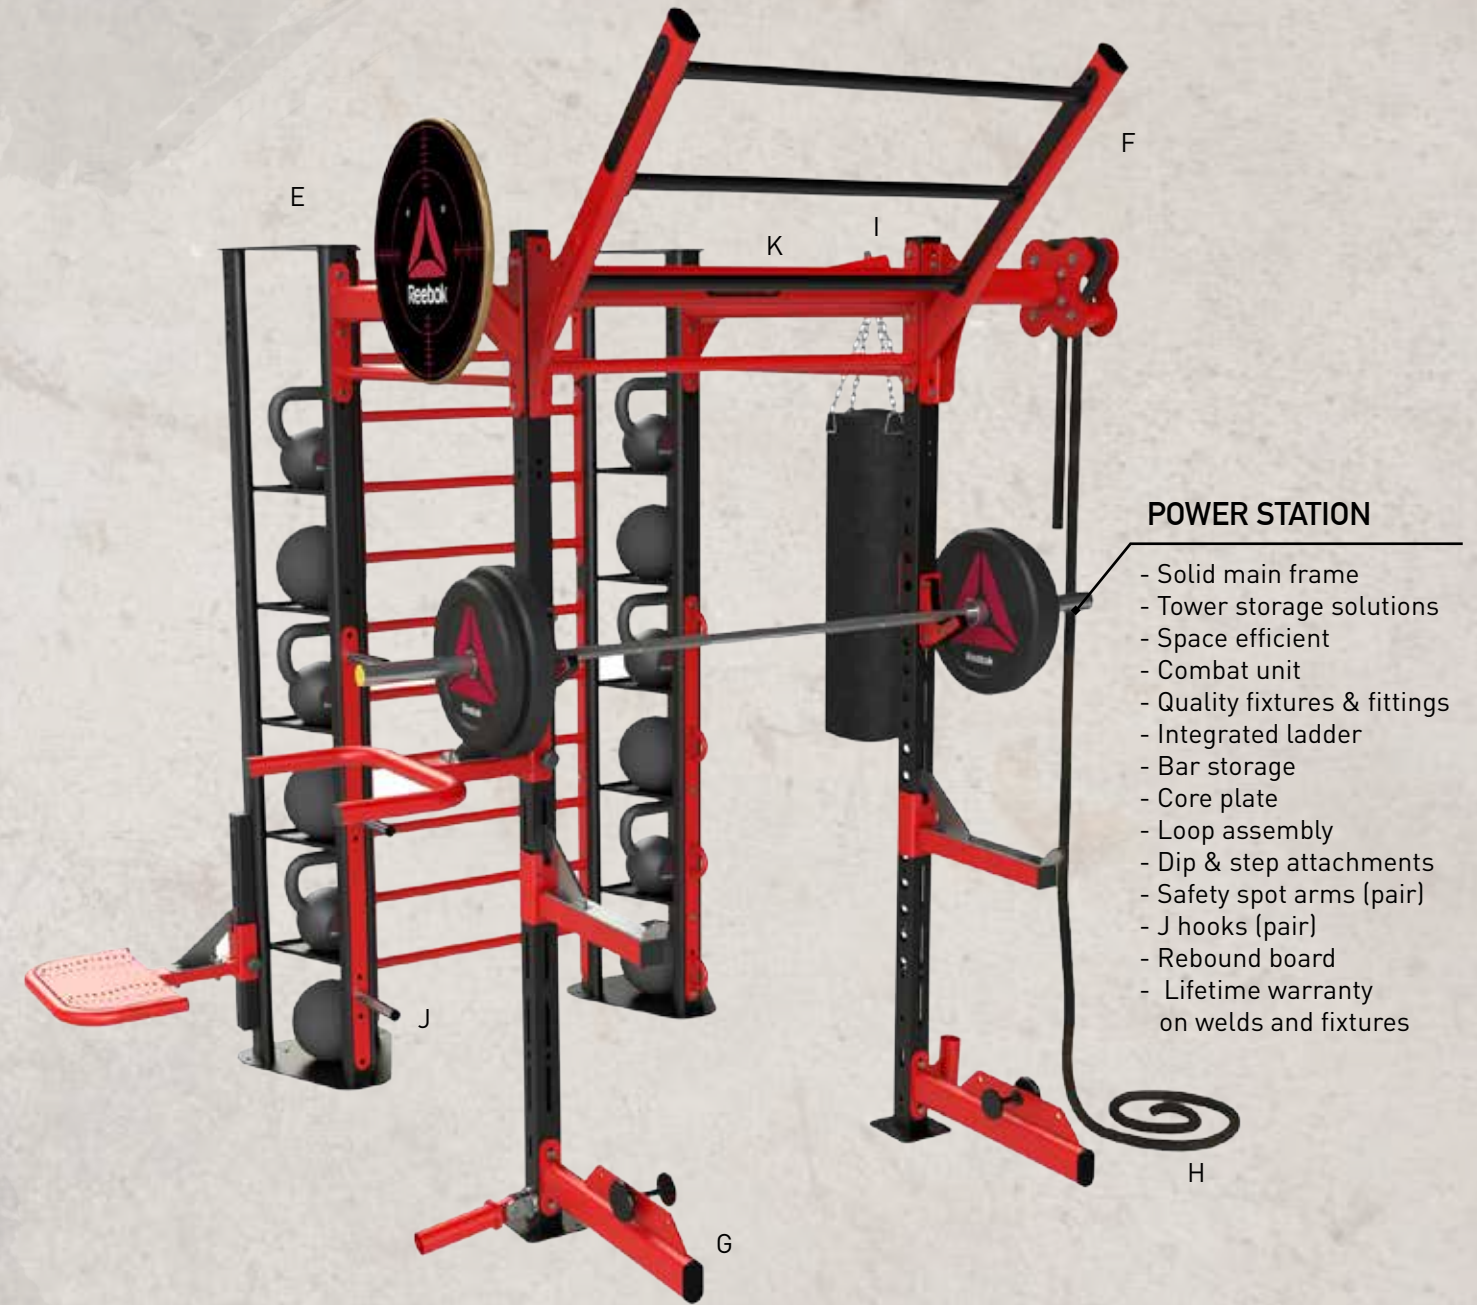 F
E
I
K
Reebok
POWER STATION
- Solid main frame
- Tower storage solutions
- Space efficient
- Combat unit
- Quality fixtures & fittings
- Integrated ladder
- Bar storage
- Core plate
- Loop assembly
- Dip & step attachments
- Safety spot arms (pair)
- J hooks (pair)
- Rebound board
- Lifetime warranty
on welds and fixtures
Reebok
Reebok
J
H
G